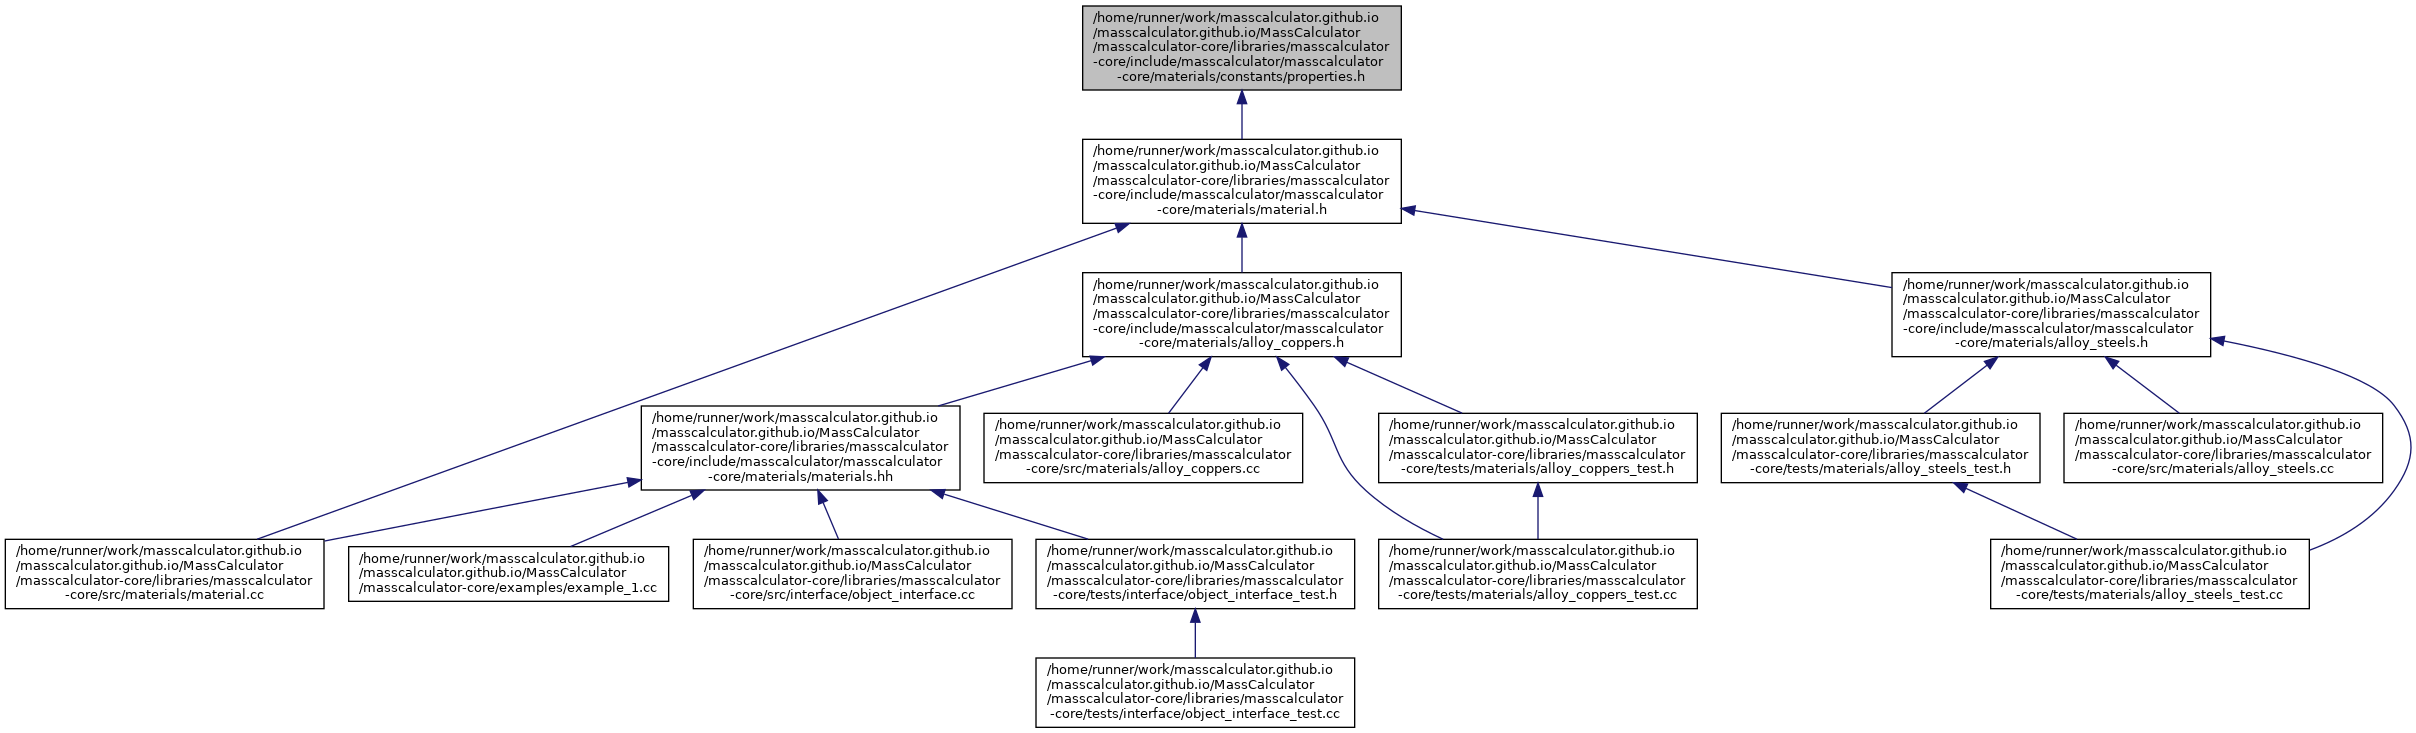 /home/runner/work/masscalculator.github.io
/masscalculator.github.io/MassCalculator
/masscalculator-core/libraries/masscalculator
-core/include/masscalculator/masscalculator
-core/materials/constants/properties.h
/home/runner/work/masscalculator.github.io
/masscalculator.github.io/MassCalculator
/masscalculator-core/libraries/masscalculator
-core/include/masscalculator/masscalculator
-core/materials/material.h
/home/runner/work/masscalculator.github.io
/masscalculator.github.io/MassCalculator
/masscalculator-core/libraries/masscalculator
-core/include/masscalculator/masscalculator
-core/materials/alloy_coppers.h
/home/runner/work/masscalculator.github.io
/masscalculator.github.io/MassCalculator
/masscalculator-core/libraries/masscalculator
-core/include/masscalculator/masscalculator
-core/materials/alloy_steels.h
/home/runner/work/masscalculator.github.io
/masscalculator.github.io/MassCalculator
/masscalculator-core/libraries/masscalculator
-core/include/masscalculator/masscalculator
-core/materials/materials.hh
/home/runner/work/masscalculator.github.io
/masscalculator.github.io/MassCalculator
/masscalculator-core/libraries/masscalculator
-core/src/materials/alloy_coppers.cc
/home/runner/work/masscalculator.github.io
/masscalculator.github.io/MassCalculator
/masscalculator-core/libraries/masscalculator
-core/tests/materials/alloy_coppers_test.h
/home/runner/work/masscalculator.github.io
/masscalculator.github.io/MassCalculator
/masscalculator-core/libraries/masscalculator
-core/tests/materials/alloy_steels_test.h
/home/runner/work/masscalculator.github.io
/masscalculator.github.io/MassCalculator
/masscalculator-core/libraries/masscalculator
-core/src/materials/alloy_steels.cc
/home/runner/work/masscalculator.github.io
/masscalculator.github.io/MassCalculator
/masscalculator-core/libraries/masscalculator
-core/src/materials/material.cc
/home/runner/work/masscalculator.github.io
/masscalculator.github.io/MassCalculator
/masscalculator-core/examples/example_1.cc
/home/runner/work/masscalculator.github.io
/masscalculator.github.io/MassCalculator
/masscalculator-core/libraries/masscalculator
-core/src/interface/object_interface.cc
/home/runner/work/masscalculator.github.io
/masscalculator.github.io/MassCalculator
/masscalculator-core/libraries/masscalculator
-core/tests/interface/object_interface_test.h
/home/runner/work/masscalculator.github.io
/masscalculator.github.io/MassCalculator
/masscalculator-core/libraries/masscalculator
-core/tests/materials/alloy_coppers_test.cc
/home/runner/work/masscalculator.github.io
/masscalculator.github.io/MassCalculator
/masscalculator-core/libraries/masscalculator
-core/tests/materials/alloy_steels_test.cc
/home/runner/work/masscalculator.github.io
/masscalculator.github.io/MassCalculator
/masscalculator-core/libraries/masscalculator
-core/tests/interface/object_interface_test.cc